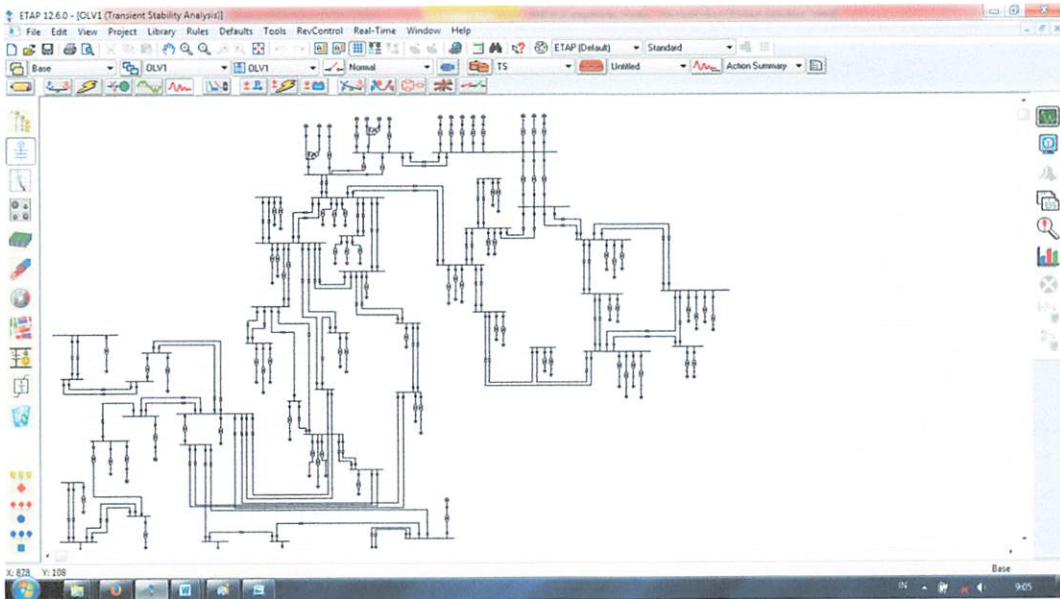 ETAP 12.6.0 - [OLV1 (Transient Stability Analysis)]
File Edit View Project Library Rules Defaults Tools RevControl Real-Time Window Help
ETAP (Default) Standard
Base OLV1 OLV1 Normal TS Untitled Action Summary
Base
X: 878 Y: 108
IN 9:05